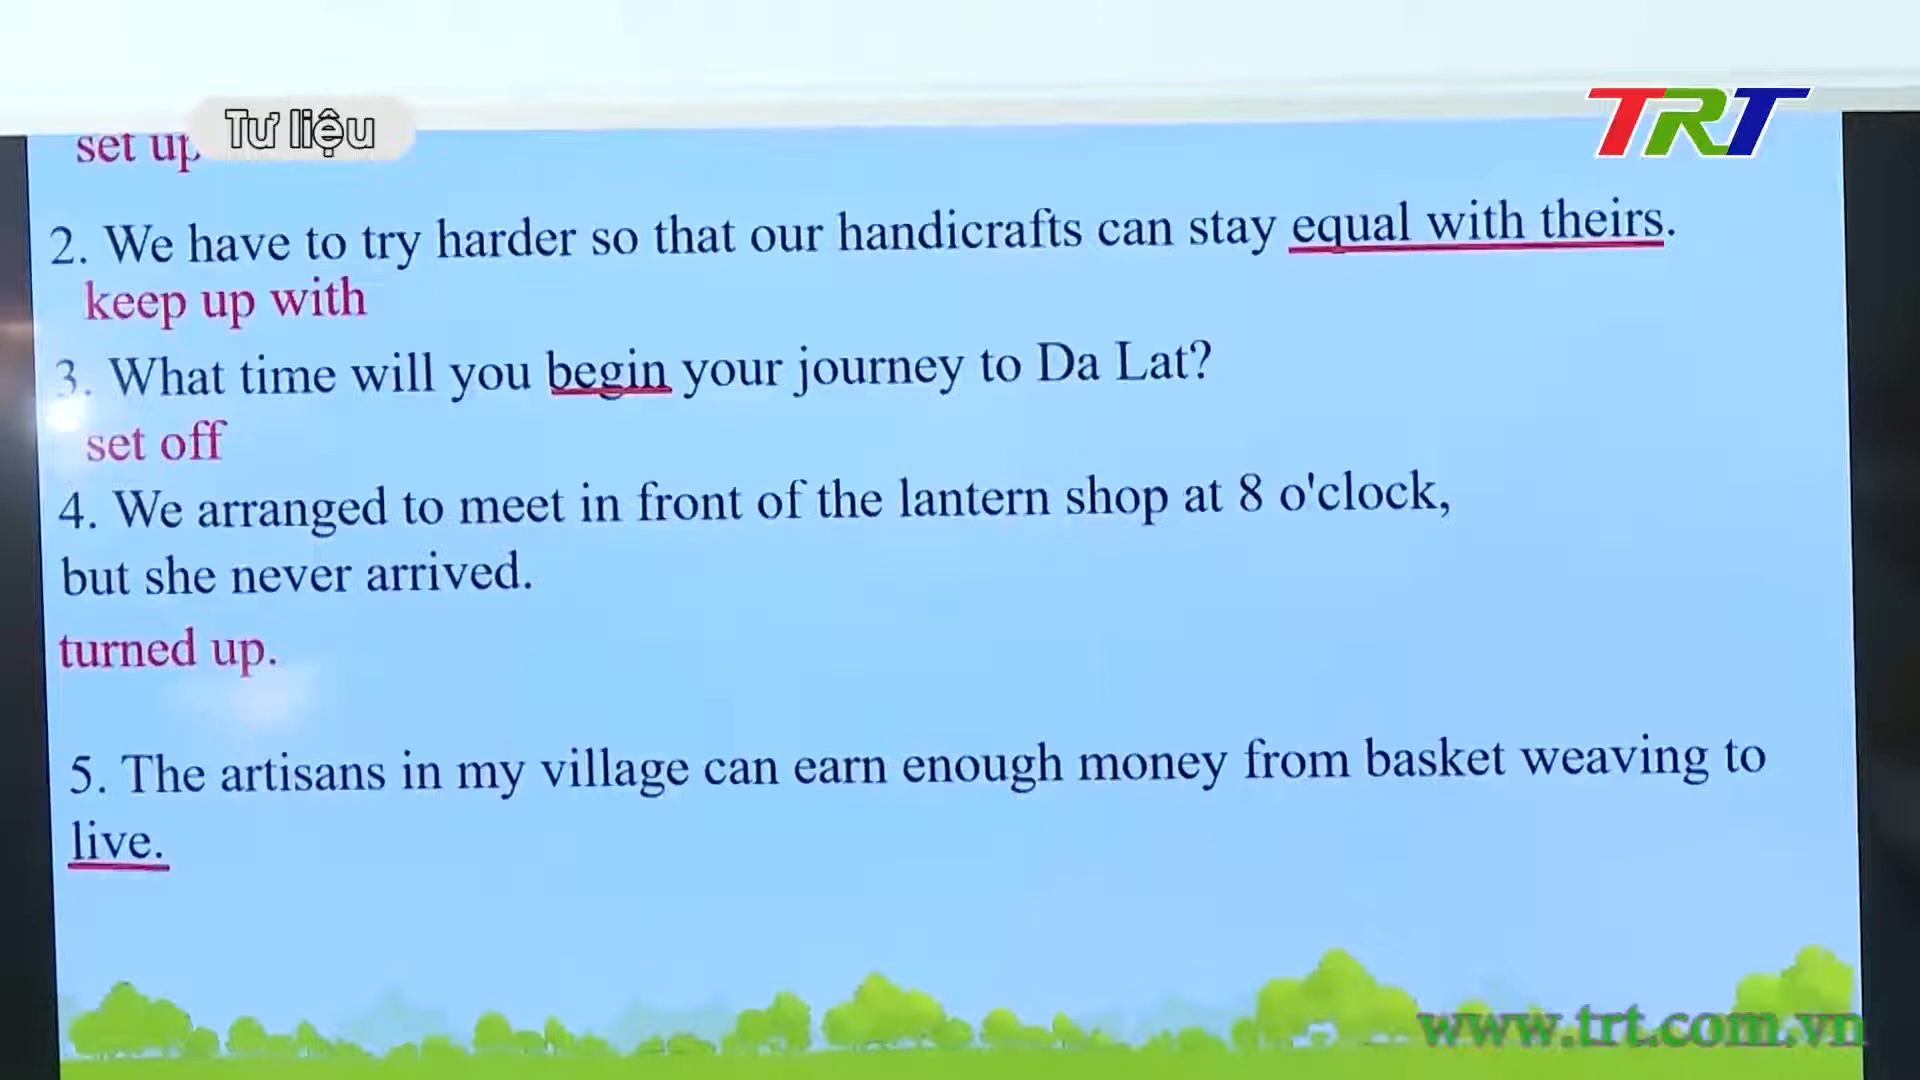 Tư liệu
TRT
set up
2. We have to try harder so that our handicrafts can stay equal with theirs.
keep up with
3. What time will you begin your journey to Da Lat?
set off
4. We arranged to meet in front of the lantern shop at 8 o'clock,
but she never arrived.
turned up.
5. The artisans in my village can earn enough money from basket weaving to
live.
www.trt.com.vn